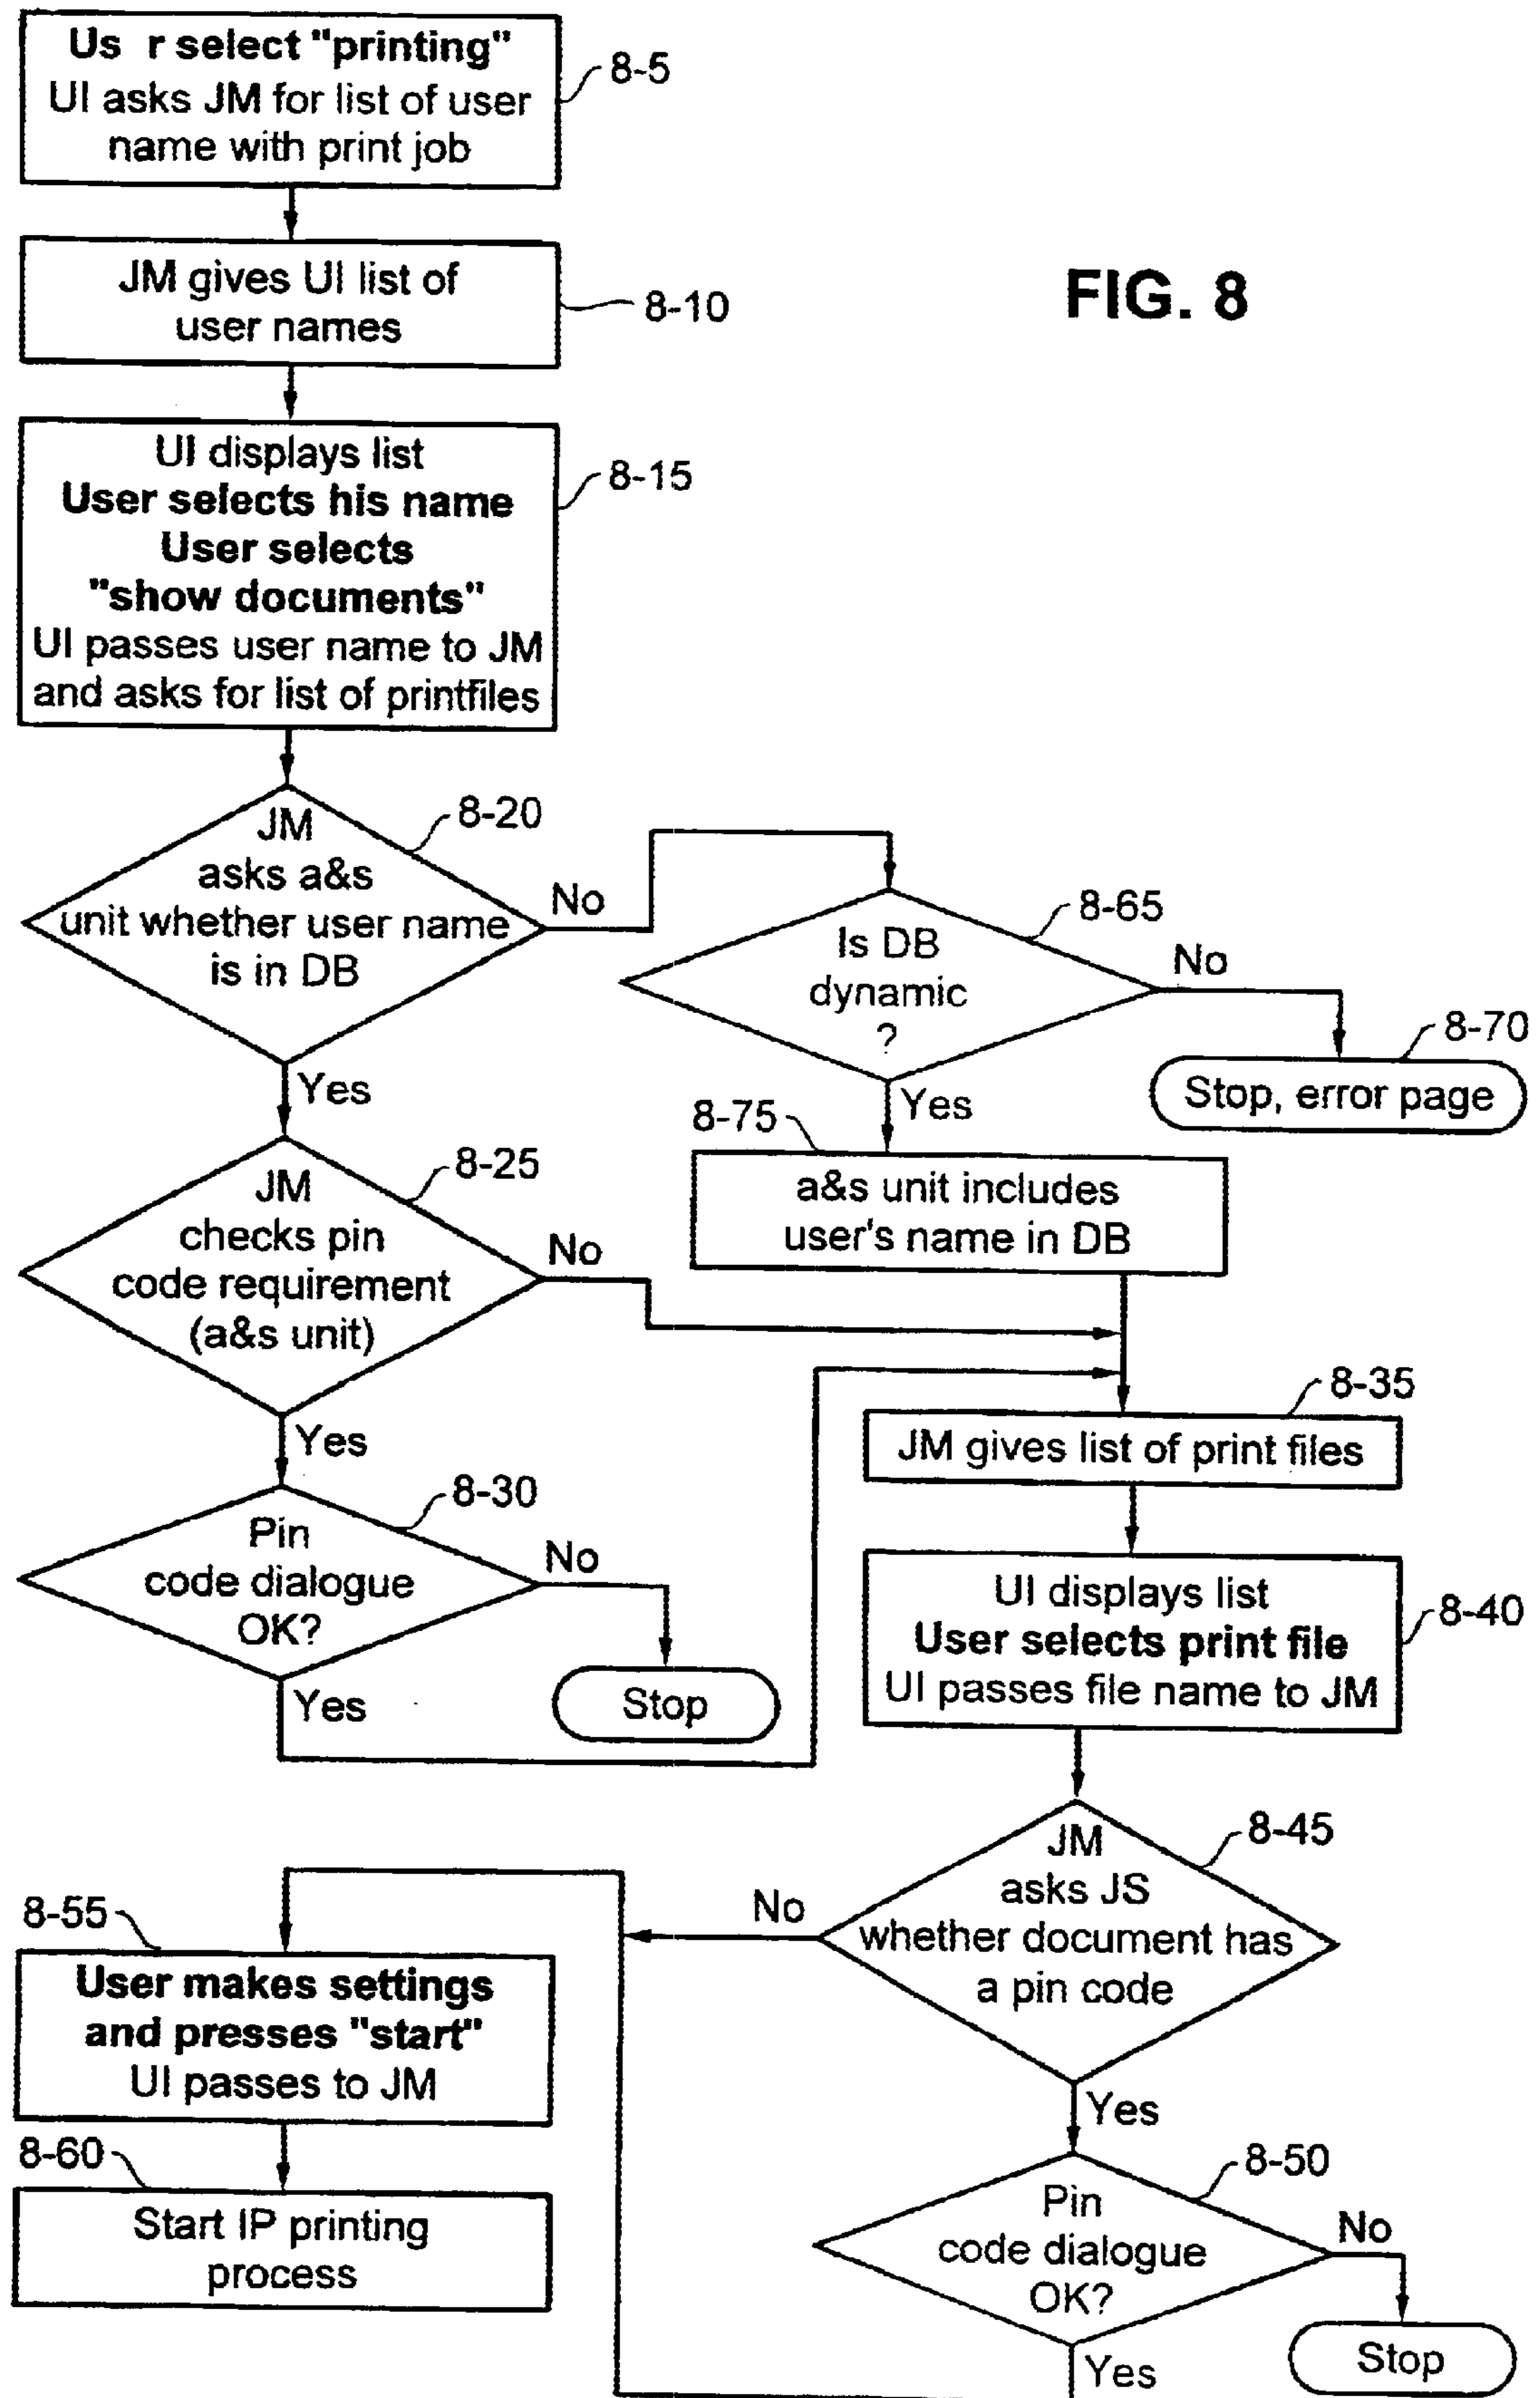 Us r select "printing"
UI asks JM for list of user
name with print job
8-5
JM gives UI list of
user names
8-10
FIG. 8
UI displays list
User selects his name
User selects
"show documents"
UI passes user name to JM
and asks for list of printfiles
8-15
JM
asks a&s
unit whether user name
is in DB
8-20
No
Yes
Is DB
dynamic
?
8-65
No
Yes
8-70
Stop, error page
8-75
a&s unit includes
user's name in DB
JM
checks pin
code requirement
(a&s unit)
8-25
No
Yes
Pin
code dialogue
OK?
8-30
No
Yes
Stop
8-35
JM gives list of print files
UI displays list
User selects print file
UI passes file name to JM
8-40
JM
asks JS
whether document has
a pin code
8-45
No
Yes
8-55
User makes settings
and presses "start"
UI passes to JM
8-60
Start IP printing
process
Pin
code dialogue
OK?
8-50
No
Yes
Stop